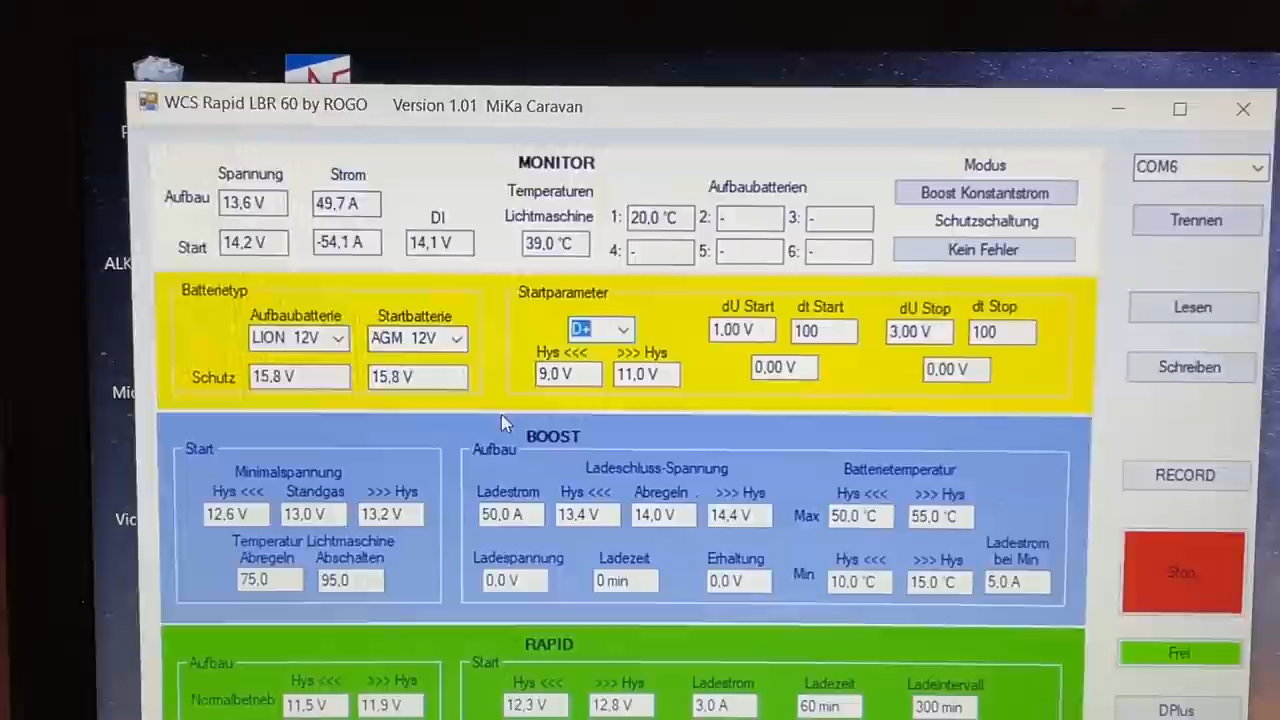 WCS Rapid LBR 60 by ROGO Version 1.01 MiKa Caravan
MONITOR
Spannung Strom
Aufbau 13,6 V 49,7 A
Start 14,2 V -54,1 A
DI
14,1 V
Temperaturen
Lichtmaschine
39,0 °C
Aufbaubatterien
1: 20,0 °C 2: - 3: -
4: - 5: - 6: -
Modus
Boost Konstantstrom
Schutzschaltung
Kein Fehler
COM6
Trennen
Lesen
Schreiben
RECORD
Stop
Frei
DPlus
Batterietyp
Aufbaubatterie Startbatterie
LION 12V AGM 12V
Schutz 15,8 V 15,8 V
Startparameter
D+
Hys <<< >>> Hys
9,0 V 11,0 V
dU Start dt Start dU Stop dt Stop
1,00 V 100 3,00 V 100
0,00 V 0,00 V
BOOST
Start
Minimalspannung
Hys <<< Standgas >>> Hys
12,6 V 13,0 V 13,2 V
Temperatur Lichtmaschine
Abregeln Abschalten
75,0 95,0
Aufbau
Ladeschluss-Spannung
Ladestrom Hys <<< Abregeln . >>> Hys
50,0 A 13,4 V 14,0 V 14,4 V
Ladespannung Ladezeit Erhaltung
0,0 V 0 min 0,0 V
Batterietemperatur
Hys <<< >>> Hys
Max 50,0 °C 55,0 °C
Ladestrom
bei Min
Hys <<< >>> Hys
Min 10,0 °C 15,0 °C 5,0 A
RAPID
Aufbau
Hys <<< >>> Hys
Normalbetrieb 11,5 V 11,9 V
Start
Hys <<< >>> Hys Ladestrom Ladezeit Ladeintervall
12,3 V 12,8 V 3,0 A 60 min 300 min
ALK